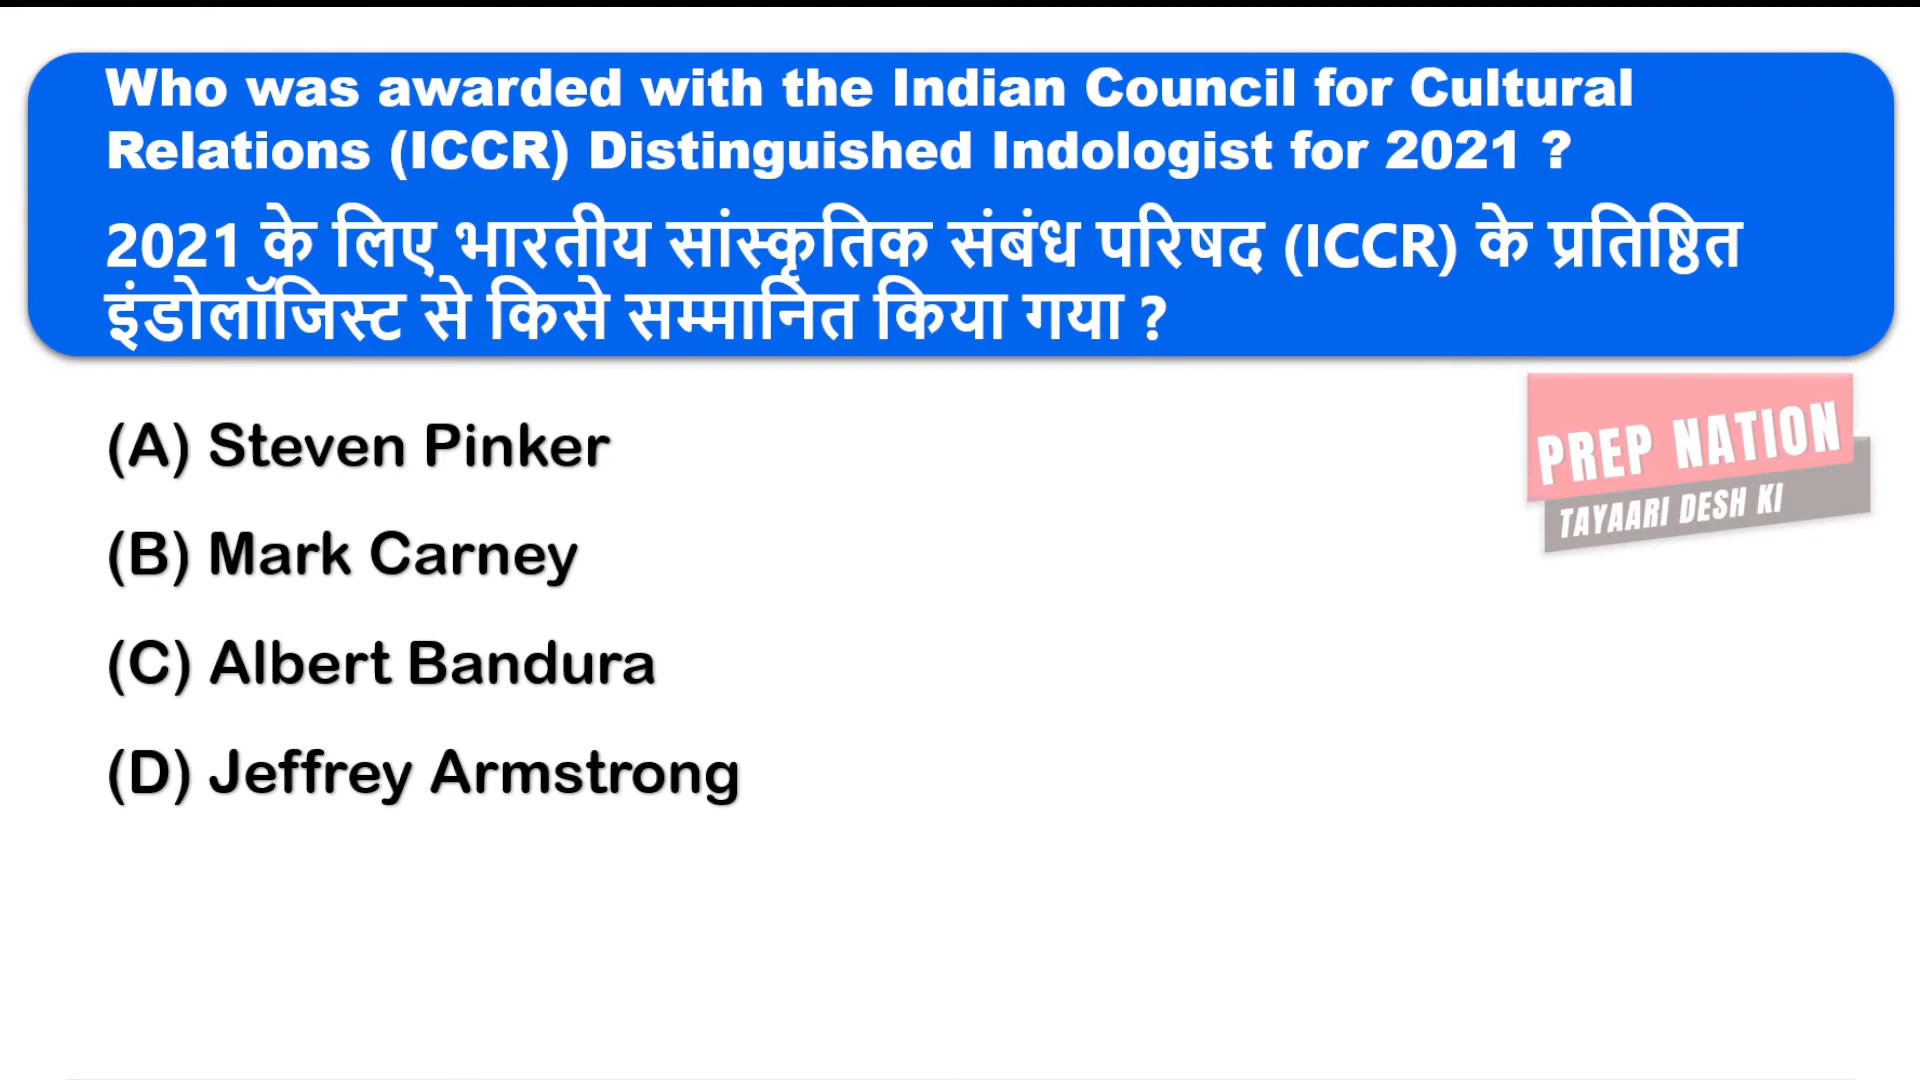 Who was awarded with the Indian Council for Cultural
Relations (ICCR) Distinguished Indologist for 2021 ?
2021 के लिए भारतीय सांस्कृतिक संबंध परिषद (ICCR) के प्रतिष्ठित
इंडोलॉजिस्ट से किसे सम्मानित किया गया ?
(A) Steven Pinker
PREP NATION
TAYAARI DESH KI
(B) Mark Carney
(C) Albert Bandura
(D) Jeffrey Armstrong